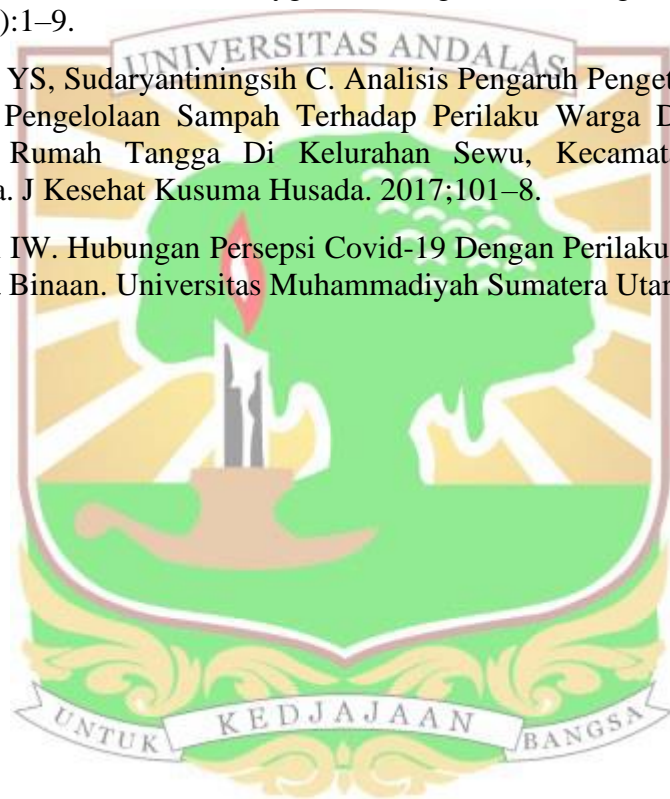 ):1–9.
UNIVERSITAS ANDALAS
YS, Sudaryantiningsih C. Analisis Pengaruh Penget
Pengelolaan Sampah Terhadap Perilaku Warga D
Rumah Tangga Di Kelurahan Sewu, Kecamat
a. J Kesehat Kusuma Husada. 2017;101–8.
IW. Hubungan Persepsi Covid-19 Dengan Perilaku
Binaan. Universitas Muhammadiyah Sumatera Utar
UNTUK KEDJAJAAN BANGSA